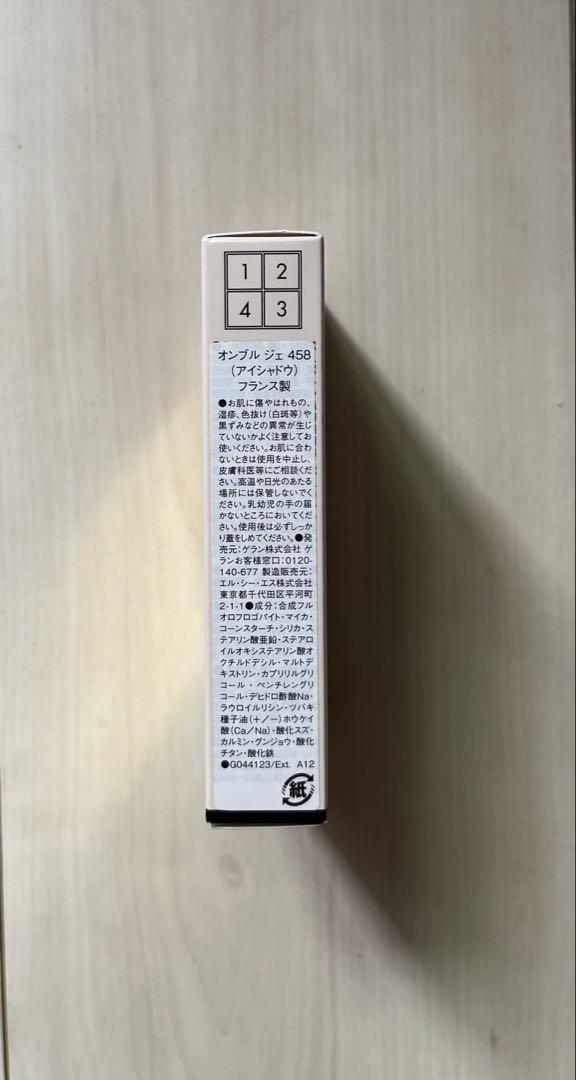 1 2
4 3
オンブル ジェ 458
(アイシャドウ)
フランス製
●お肌に傷やはれもの、
湿疹、色抜け(白斑等)や
黒ずみなどの異常が生じ
ていないかよく注意してお
使いください。お肌に合わ
ないときは使用を中止し、
皮膚科医等にご相談くださ
い。高温や日光のあたる
場所には保管しないでく
ださい。乳幼児の手の届
かないところにおいてくださ
い。使用後は必ずしっか
り蓋をしめてください。●発
売元:ゲラン株式会社 ゲ
ランお客様窓口:0120-
140-677 製造販売元:
エル・シー・エス株式会社
東京都千代田区平河町
2-1-1●成分:合成フル
オロフロゴパイト・マイカ・
コーンスターチ・シリカ・ス
テアリン酸亜鉛・ステアロ
イルオキシステアリン酸オ
クチルドデシル・マルトデ
キストリン・カプリリルグリ
コール・ペンチレングリ
コール・デヒドロ酢酸Na・
ラウロイルリシン・ツバキ
種子油(+/-)ホウケイ
酸(Ca/Na)・酸化スズ・
カルミン・グンジョウ・酸化
チタン・酸化鉄
●G044123/Ext. A12
紙